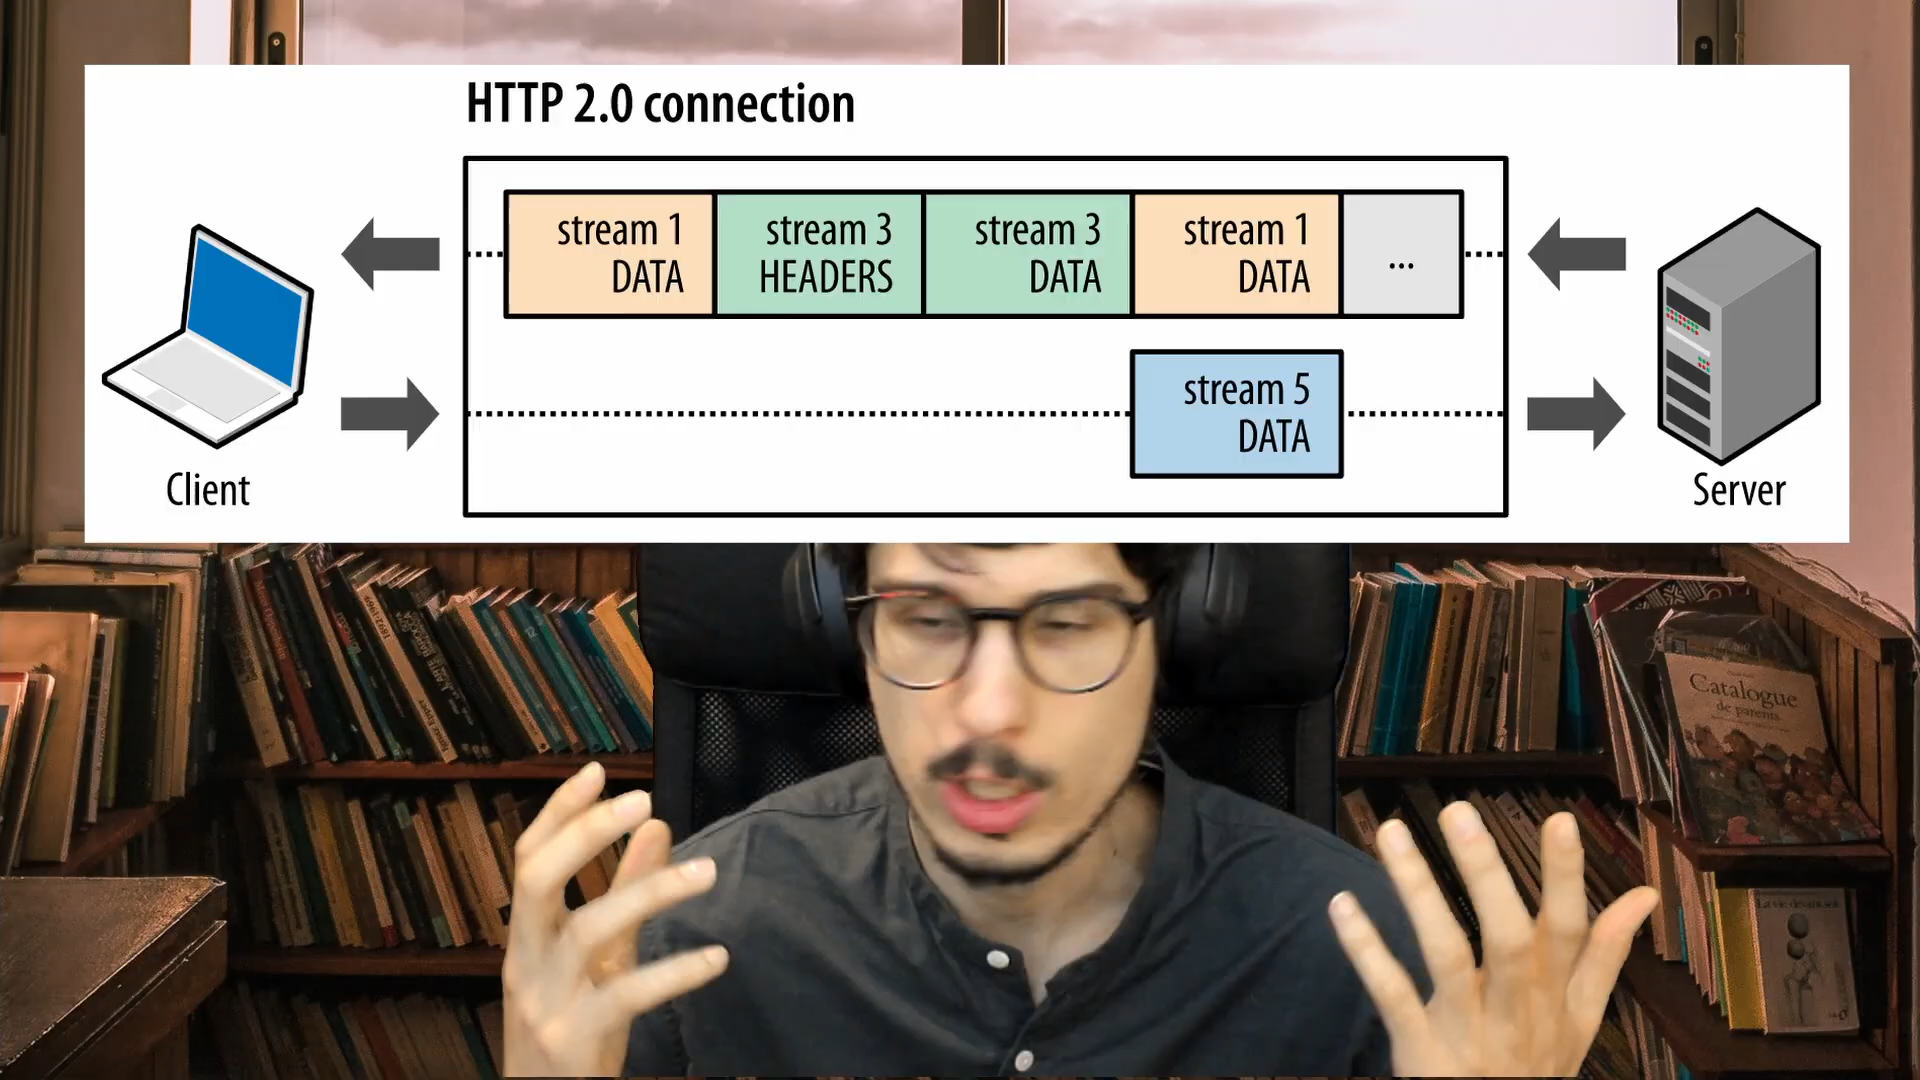 HTTP 2.0 connection
stream 1
DATA
stream 3
HEADERS
stream 3
DATA
stream 1
DATA
...
stream 5
DATA
Client
Server
Catalogue
de parents